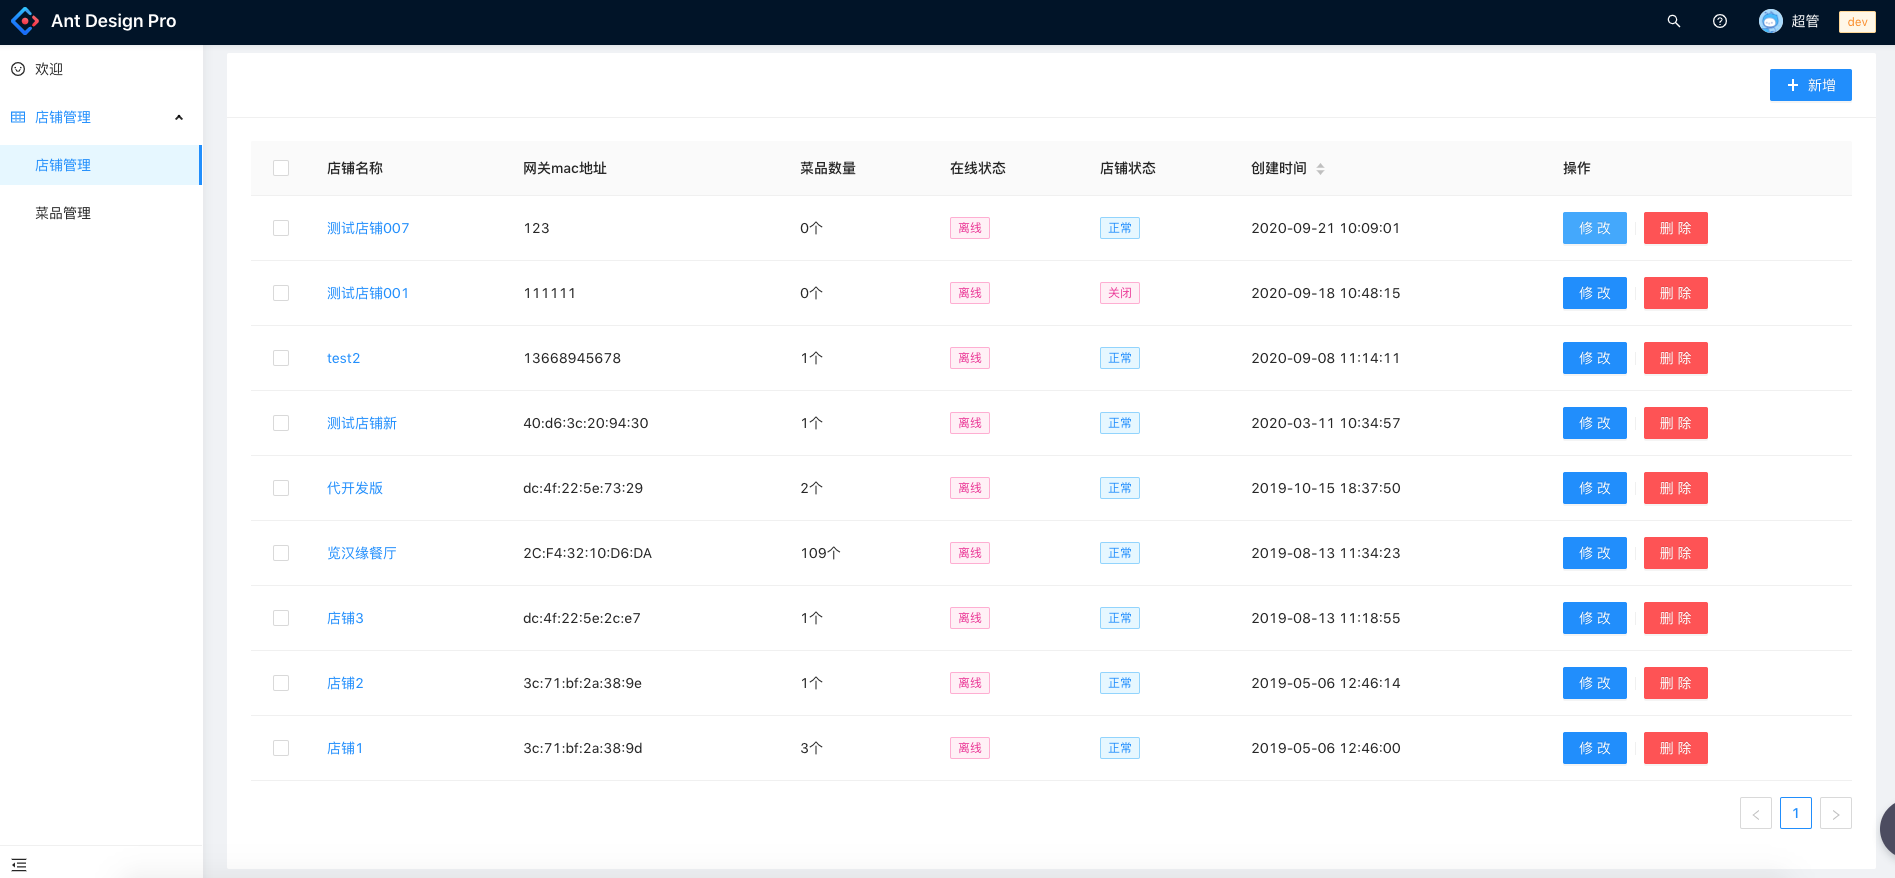 Ant Design Pro
超管
dev
欢迎
店铺管理
店铺管理
菜品管理
新增
店铺名称 网关mac地址 菜品数量 在线状态 店铺状态 创建时间 操作
测试店铺007 123 0个 离线 正常 2020-09-21 10:09:01 修 改 删 除
测试店铺001 111111 0个 离线 关闭 2020-09-18 10:48:15 修 改 删 除
test2 13668945678 1个 离线 正常 2020-09-08 11:14:11 修 改 删 除
测试店铺新 40:d6:3c:20:94:30 1个 离线 正常 2020-03-11 10:34:57 修 改 删 除
代开发版 dc:4f:22:5e:73:29 2个 离线 正常 2019-10-15 18:37:50 修 改 删 除
览汉缘餐厅 2C:F4:32:10:D6:DA 109个 离线 正常 2019-08-13 11:34:23 修 改 删 除
店铺3 dc:4f:22:5e:2c:e7 1个 离线 正常 2019-08-13 11:18:55 修 改 删 除
店铺2 3c:71:bf:2a:38:9e 1个 离线 正常 2019-05-06 12:46:14 修 改 删 除
店铺1 3c:71:bf:2a:38:9d 3个 离线 正常 2019-05-06 12:46:00 修 改 删 除
1